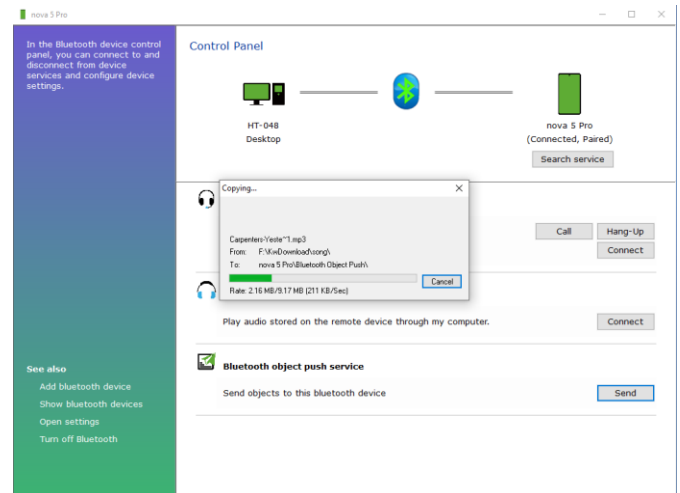 nova 5 Pro
In the Bluetooth device control
panel, you can connect to and
disconnect from device
services and configure device
settings.
Control Panel
HT-048
Desktop
nova 5 Pro
(Connected, Paired)
Search service
Copying...
Carpenters-Yeste~1.mp3
From: F:\KwDownload\song\
To: nova 5 Pro\Bluetooth Object Push\
Cancel
Rate: 2.16 MB/9.17 MB (211 KB/Sec)
Call Hang-Up
Connect
Play audio stored on the remote device through my computer.
Connect
Bluetooth object push service
Send objects to this bluetooth device
Send
See also
Add bluetooth device
Show bluetooth devices
Open settings
Turn off Bluetooth